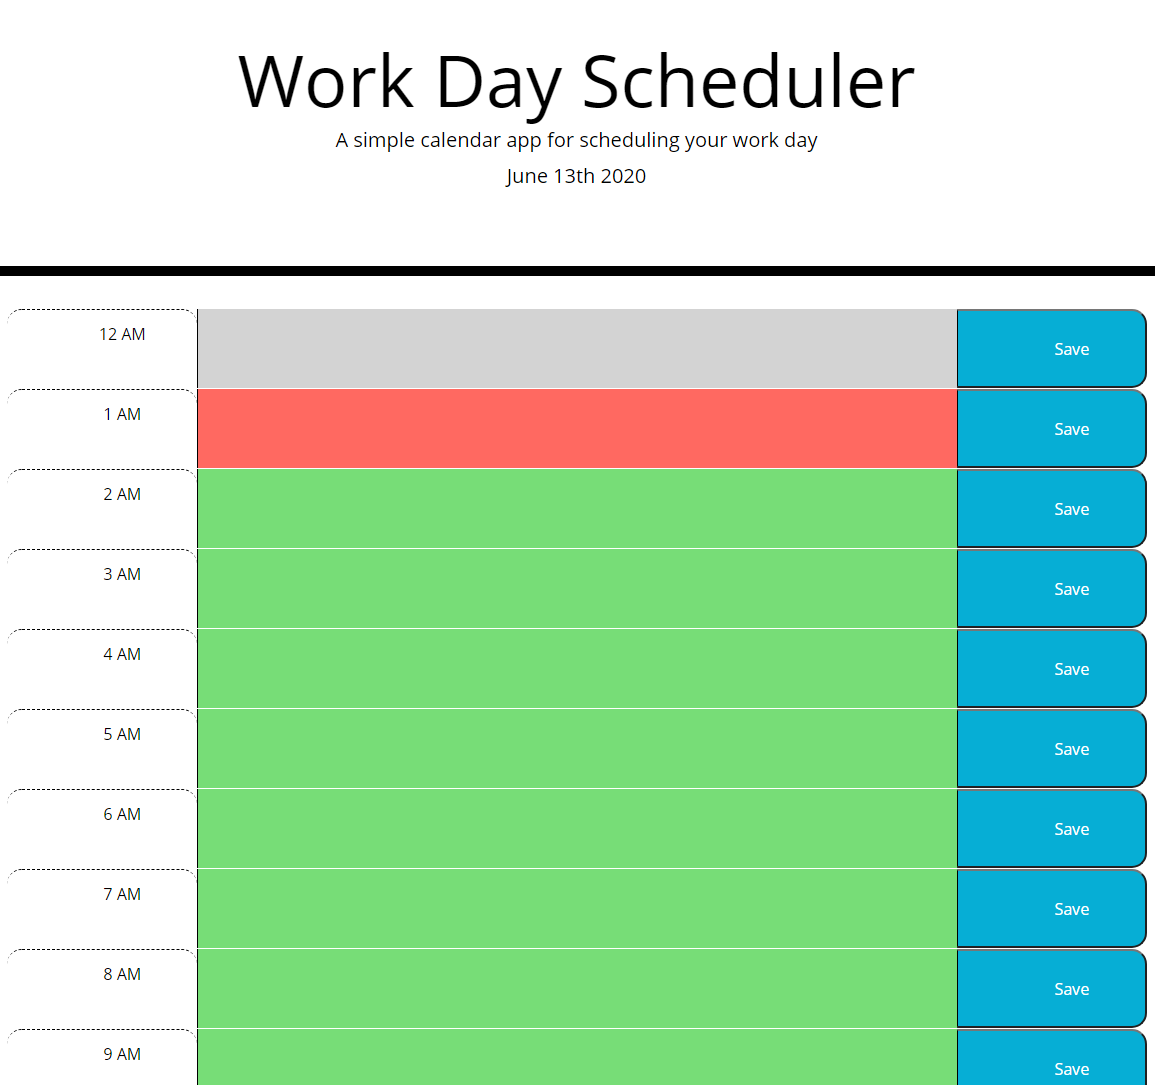 Work Day Scheduler
A simple calendar app for scheduling your work day
June 13th 2020
12 AM Save
1 AM Save
2 AM Save
3 AM Save
4 AM Save
5 AM Save
6 AM Save
7 AM Save
8 AM Save
9 AM Save